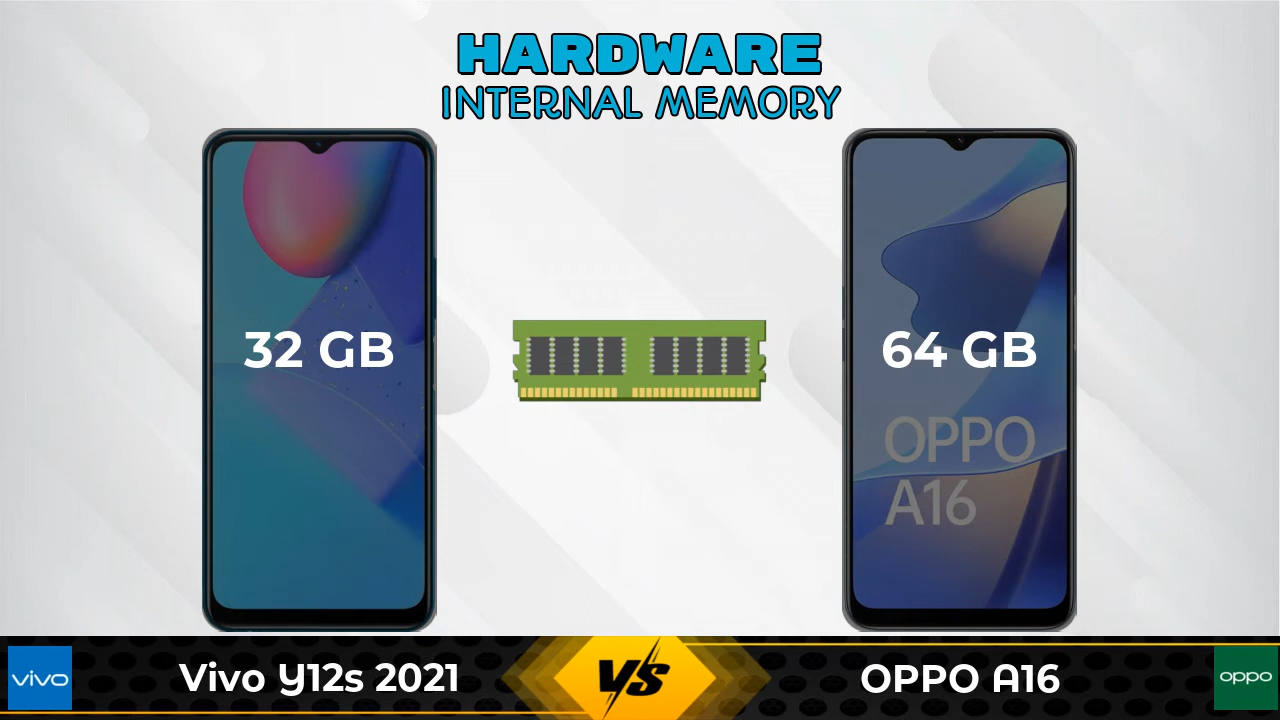 HARDWARE
INTERNAL MEMORY
32 GB
64 GB
OPPO
A16
vivo
Vivo Y12s 2021
VS
OPPO A16
oppo